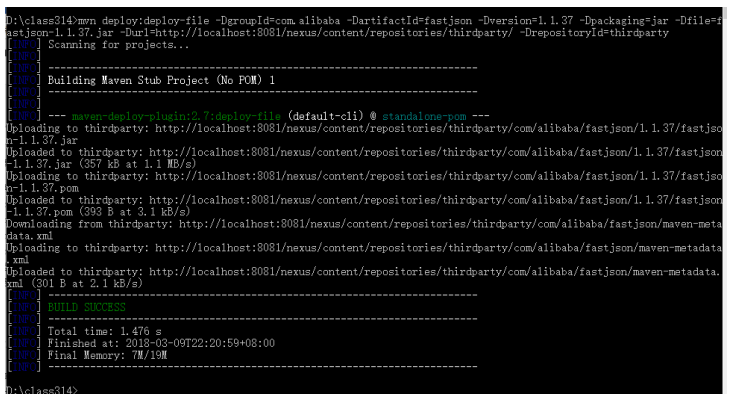 D:\class314>mvn deploy:deploy-file -DgroupId=com.alibaba -DartifactId=fastjson -Dversion=1.1.37 -Dpackaging=jar -Dfile=f
astjson-1.1.37.jar -Durl=http://localhost:8081/nexus/content/repositories/thirdparty/ -DrepositoryId=thirdparty
[INFO] Scanning for projects...
[INFO]
[INFO] ------------------------------------------------------------------------
[INFO] Building Maven Stub Project (No POM) 1
[INFO] ------------------------------------------------------------------------
[INFO]
[INFO] --- maven-deploy-plugin:2.7:deploy-file (default-cli) @ standalone-pom ---
Uploading to thirdparty: http://localhost:8081/nexus/content/repositories/thirdparty/com/alibaba/fastjson/1.1.37/fastjso
n-1.1.37.jar
Uploaded to thirdparty: http://localhost:8081/nexus/content/repositories/thirdparty/com/alibaba/fastjson/1.1.37/fastjson
-1.1.37.jar (357 kB at 1.1 MB/s)
Uploading to thirdparty: http://localhost:8081/nexus/content/repositories/thirdparty/com/alibaba/fastjson/1.1.37/fastjso
n-1.1.37.pom
Uploaded to thirdparty: http://localhost:8081/nexus/content/repositories/thirdparty/com/alibaba/fastjson/1.1.37/fastjson
-1.1.37.pom (393 B at 3.1 kB/s)
Downloading from thirdparty: http://localhost:8081/nexus/content/repositories/thirdparty/com/alibaba/fastjson/maven-meta
data.xml
Uploading to thirdparty: http://localhost:8081/nexus/content/repositories/thirdparty/com/alibaba/fastjson/maven-metadata
.xml
Uploaded to thirdparty: http://localhost:8081/nexus/content/repositories/thirdparty/com/alibaba/fastjson/maven-metadata.
xml (301 B at 2.1 kB/s)
[INFO] ------------------------------------------------------------------------
[INFO] BUILD SUCCESS
[INFO] ------------------------------------------------------------------------
[INFO] Total time: 1.476 s
[INFO] Finished at: 2018-03-09T22:20:59+08:00
[INFO] Final Memory: 7M/19M
[INFO] ------------------------------------------------------------------------
D:\class314>